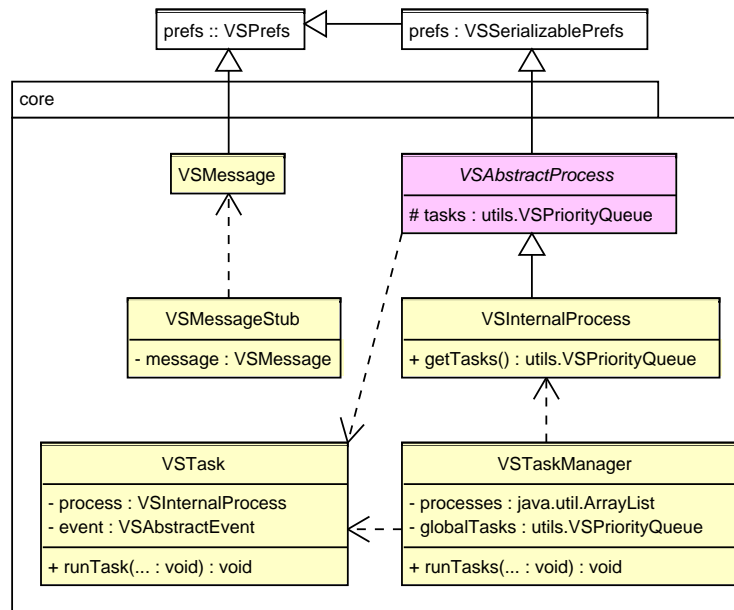 prefs :: VSPrefs
prefs : VSSerializablePrefs
core
VSMessage
VSAbstractProcess
# tasks : utils.VSPriorityQueue
VSMessageStub
- message : VSMessage
VSInternalProcess
+ getTasks() : utils.VSPriorityQueue
VSTask
- process : VSInternalProcess
- event : VSAbstractEvent
+ runTask(... : void) : void
VSTaskManager
- processes : java.util.ArrayList
- globalTasks : utils.VSPriorityQueue
+ runTasks(... : void) : void